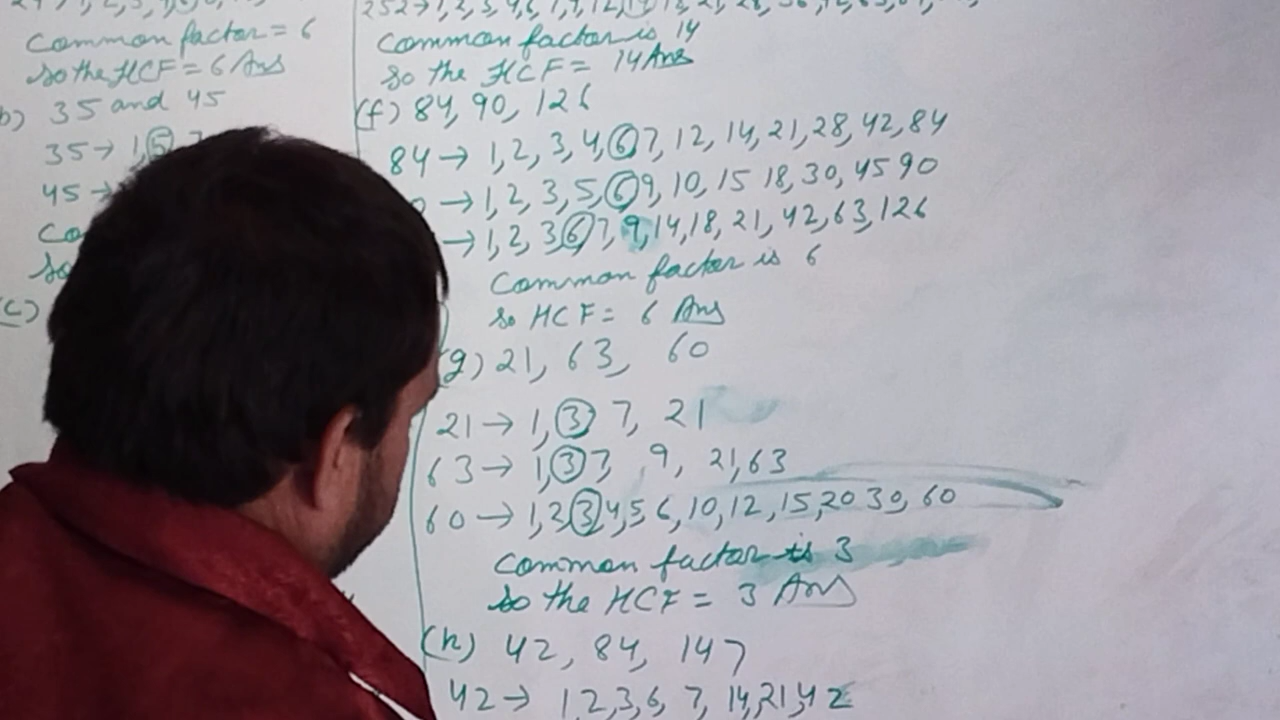 Common factor = 6
So the HCF = 6 Ans
b) 35 and 45
35 → 1, 5,
45 →
(c)
Common factor is 14
So the HCF = 14 Ans
(f) 84, 90, 126
84 → 1, 2, 3, 4, 6 7, 12, 14, 21, 28, 42, 84
→ 1, 2, 3, 5, 6 9, 10, 15 18, 30, 45 90
→ 1, 2, 3 6 7, 9, 14, 18, 21, 42, 63, 126
Common factor is 6
So HCF = 6 Ans
(g) 21, 63, 60
21 → 1, 3 7, 21
63 → 1, 3 7, 9, 21, 63
60 → 1, 2 3 4, 5 6, 10, 12, 15, 20 30, 60
Common factor is 3
So the HCF = 3 Ans
(h) 42, 84, 147
42 → 1, 2, 3, 6, 7, 14, 21, 42